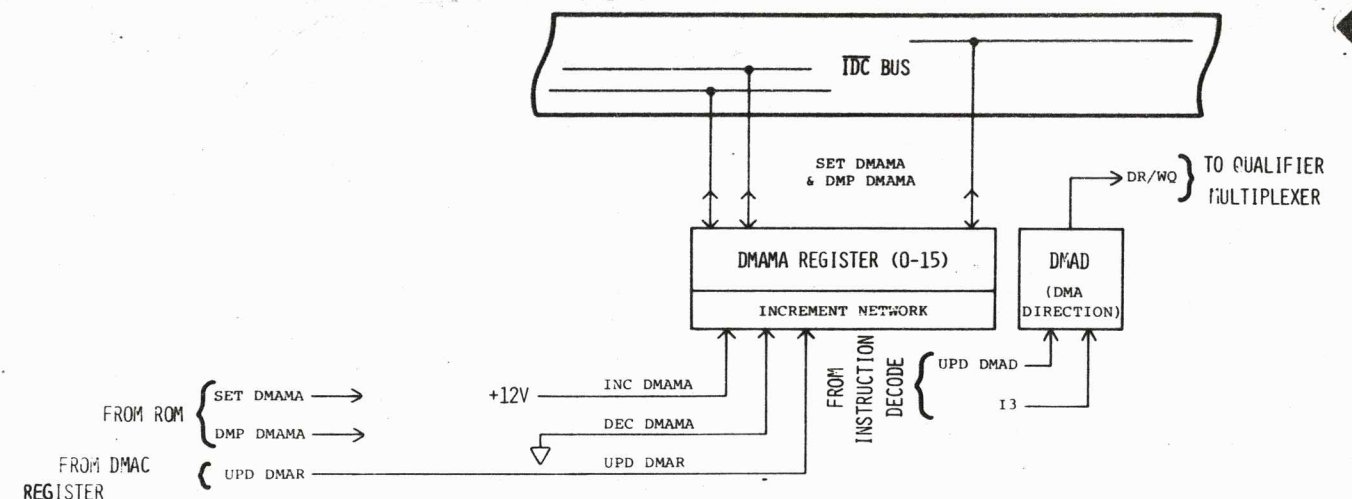 IDC BUS
SET DMAMA
& DMP DMAMA
DR/WQ
TO QUALIFIER
MULTIPLEXER
DMAMA REGISTER (0-15)
INCREMENT NETWORK
DMAD
(DMA
DIRECTION)
FROM
INSTRUCTION
DECODE
UPD DMAD
I3
+12V
INC DMAMA
DEC DMAMA
UPD DMAR
FROM ROM
SET DMAMA
DMP DMAMA
FROM DMAC
REGISTER
UPD DMAR